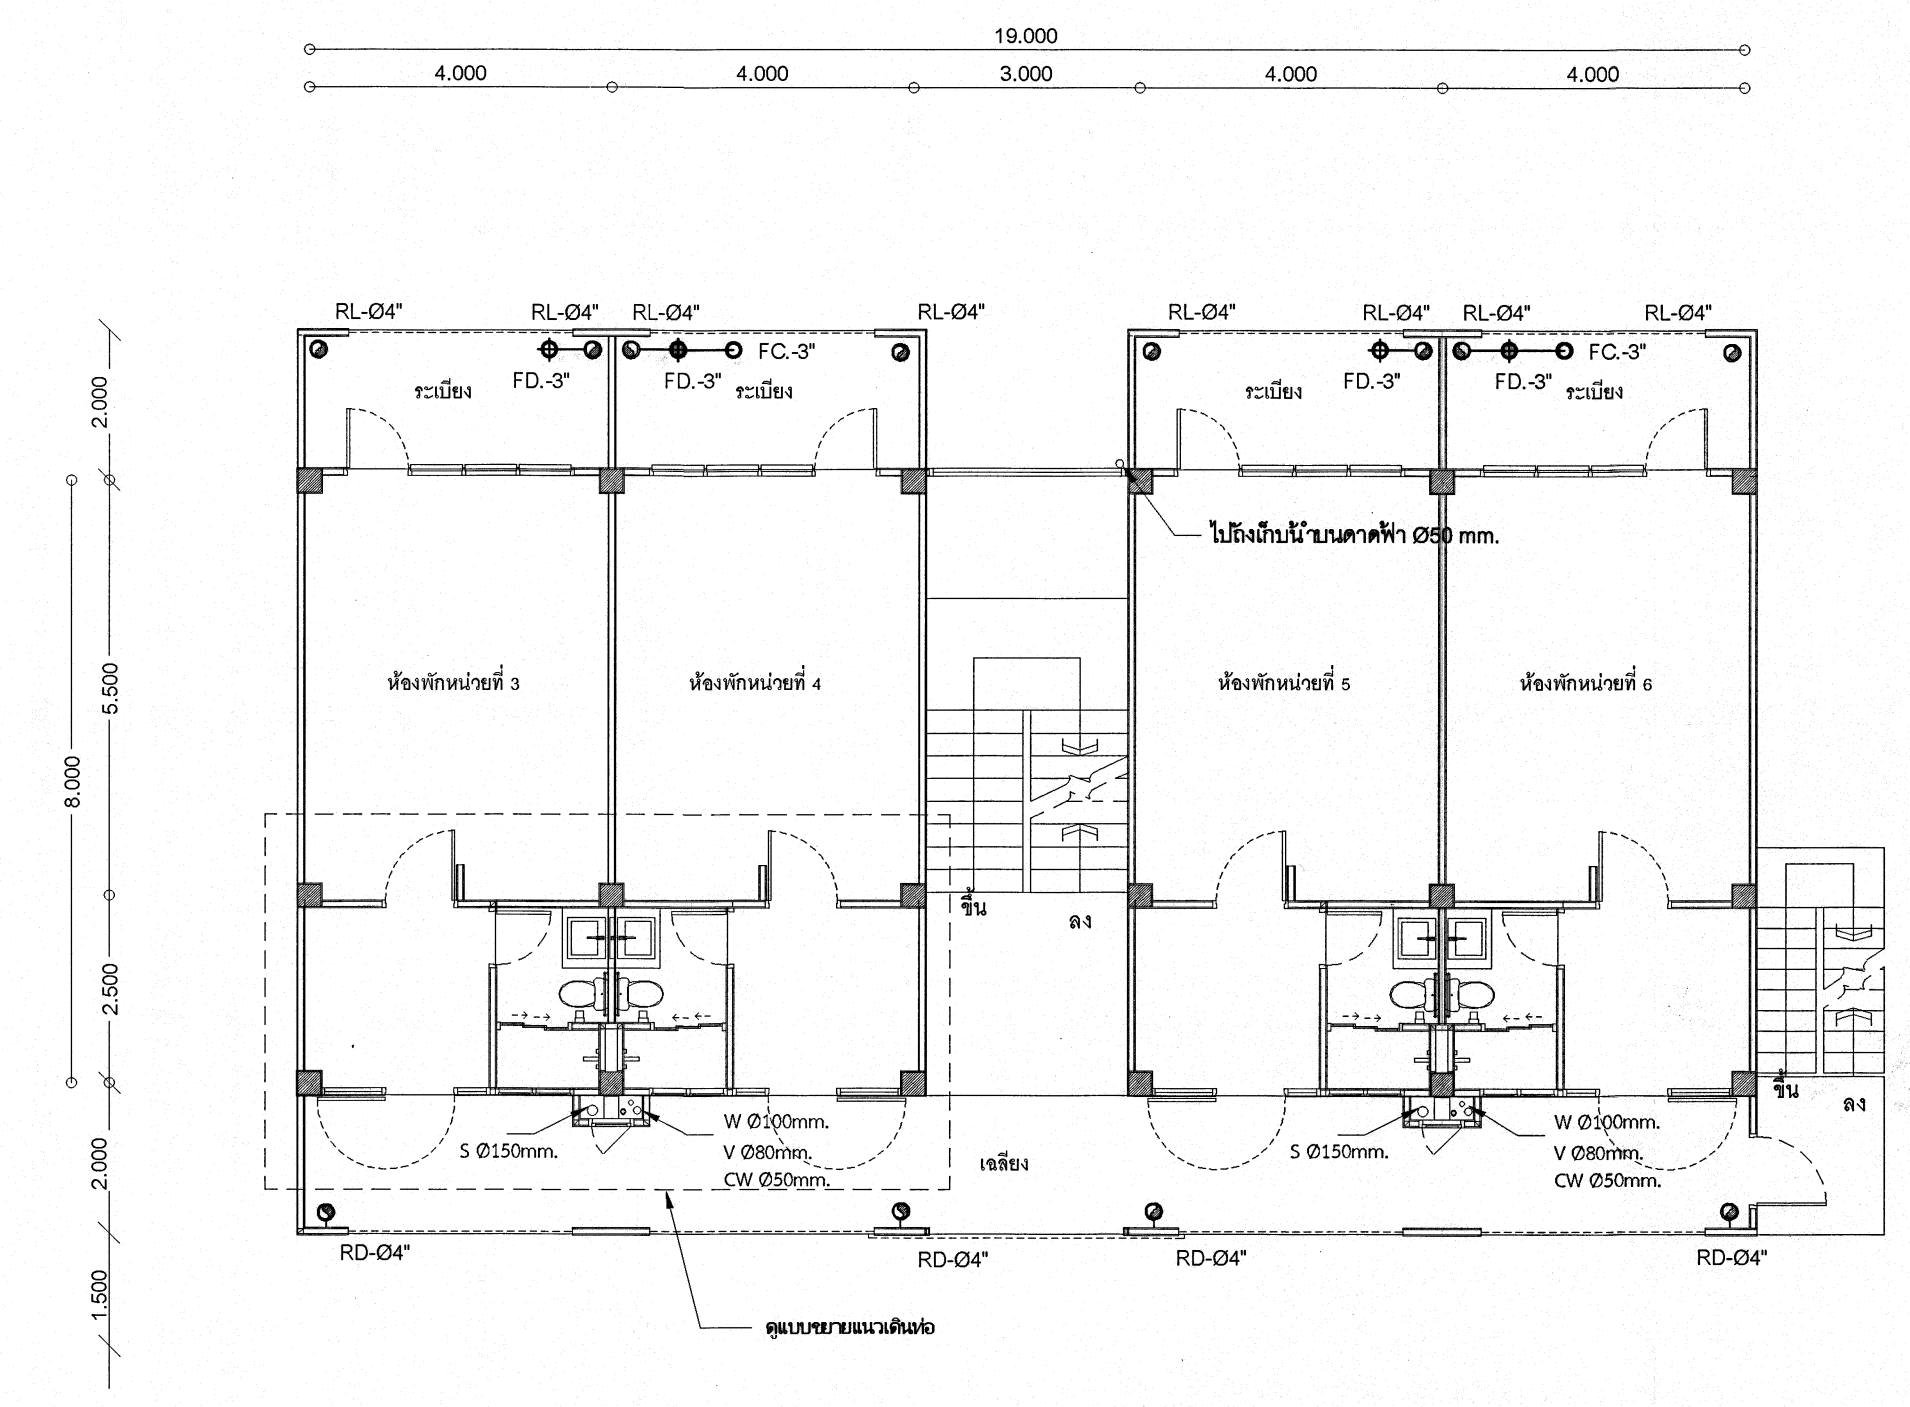 19.000
4.000 4.000 3.000 4.000 4.000
RL-Ø4" RL-Ø4" RL-Ø4" RL-Ø4" RL-Ø4" RL-Ø4" RL-Ø4" RL-Ø4"
FC.-3" FC.-3"
FD.-3" FD.-3" FD.-3" FD.-3"
ระเบียง ระเบียง ระเบียง ระเบียง
2.000
ไปถังเก็บน้ำบนดาดฟ้า Ø50 mm.
5.500
8.000
ห้องพักหน่วยที่ 3 ห้องพักหน่วยที่ 4 ห้องพักหน่วยที่ 5 ห้องพักหน่วยที่ 6
ขึ้น ลง
2.500
ขึ้น ลง
S Ø150mm.
W Ø100mm.
V Ø80mm.
CW Ø50mm.
เฉลียง
S Ø150mm.
W Ø100mm.
V Ø80mm.
CW Ø50mm.
2.000
RD-Ø4" RD-Ø4" RD-Ø4" RD-Ø4"
1.500
ดูแบบขยายแนวเดินท่อ